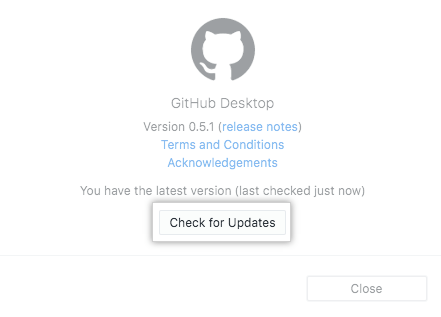 GitHub Desktop
Version 0.5.1 (release notes)
Terms and Conditions
Acknowledgements
You have the latest version (last checked just now)
Check for Updates
Close